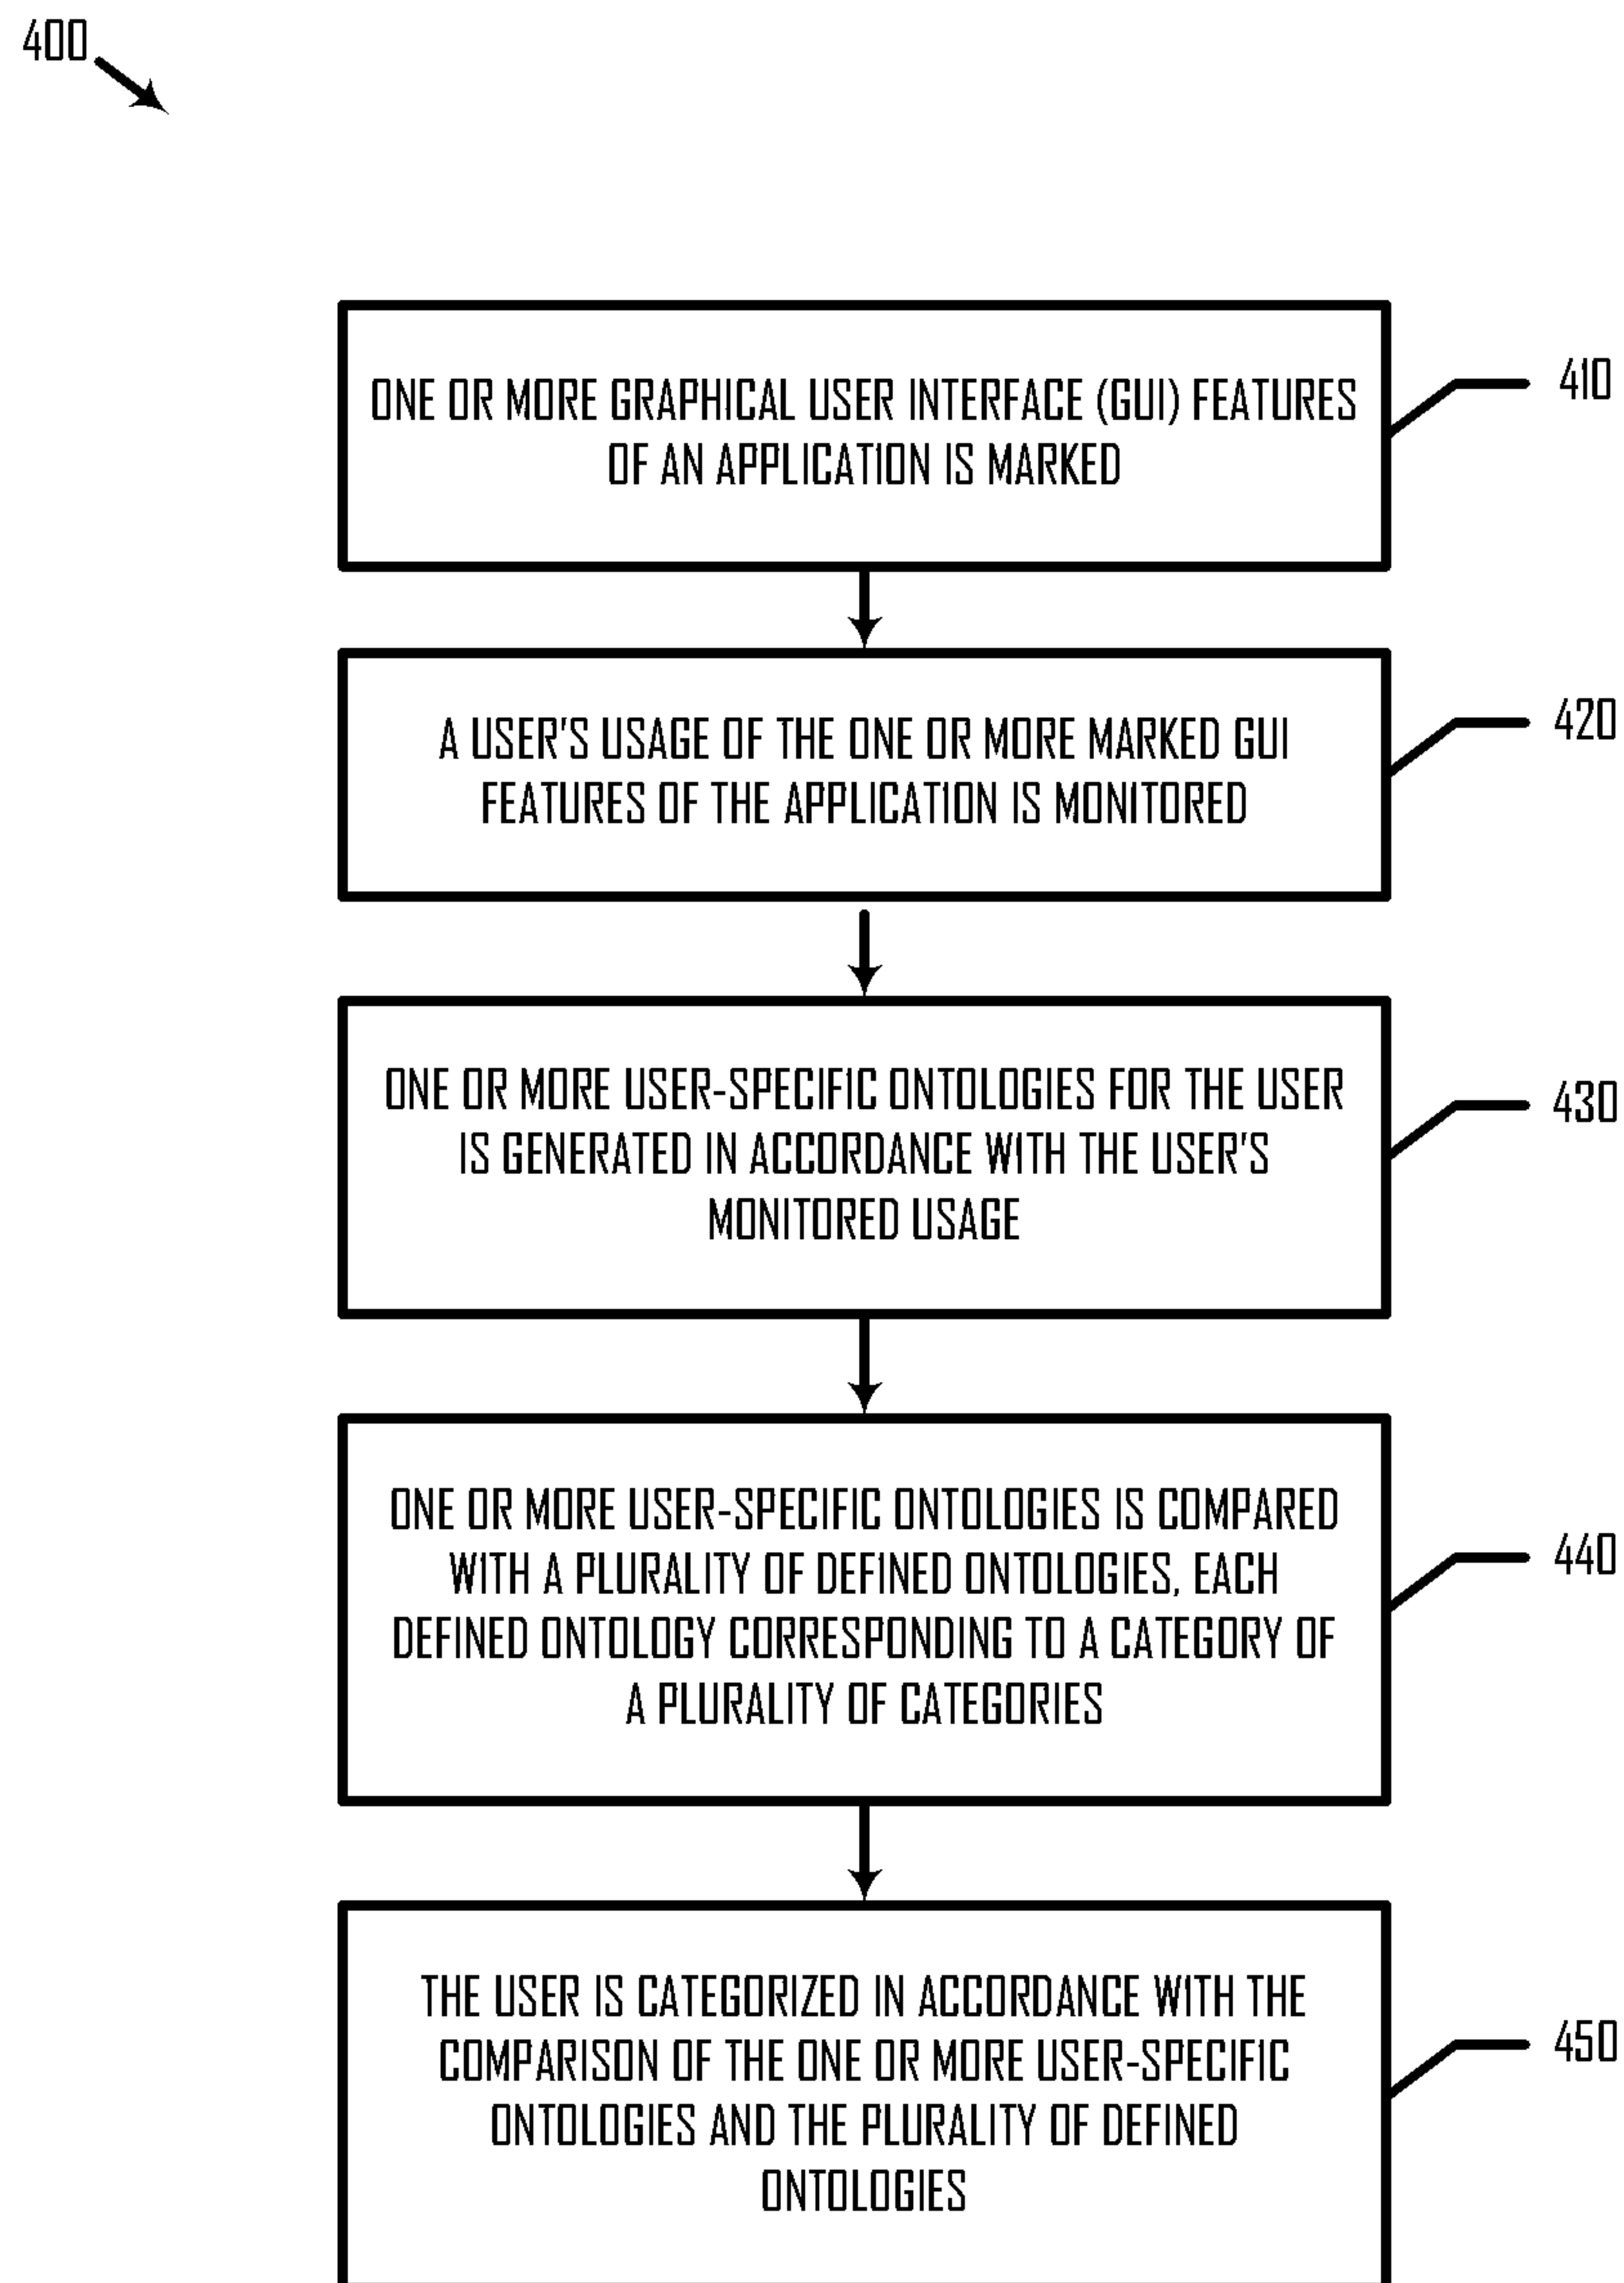 400
ONE OR MORE GRAPHICAL USER INTERFACE (GUI) FEATURES
OF AN APPLICATION IS MARKED
410
A USER'S USAGE OF THE ONE OR MORE MARKED GUI
FEATURES OF THE APPLICATION IS MONITORED
420
ONE OR MORE USER-SPECIFIC ONTOLOGIES FOR THE USER
IS GENERATED IN ACCORDANCE WITH THE USER'S
MONITORED USAGE
430
ONE OR MORE USER-SPECIFIC ONTOLOGIES IS COMPARED
WITH A PLURALITY OF DEFINED ONTOLOGIES, EACH
DEFINED ONTOLOGY CORRESPONDING TO A CATEGORY OF
A PLURALITY OF CATEGORIES
440
THE USER IS CATEGORIZED IN ACCORDANCE WITH THE
COMPARISON OF THE ONE OR MORE USER-SPECIFIC
ONTOLOGIES AND THE PLURALITY OF DEFINED
ONTOLOGIES
450